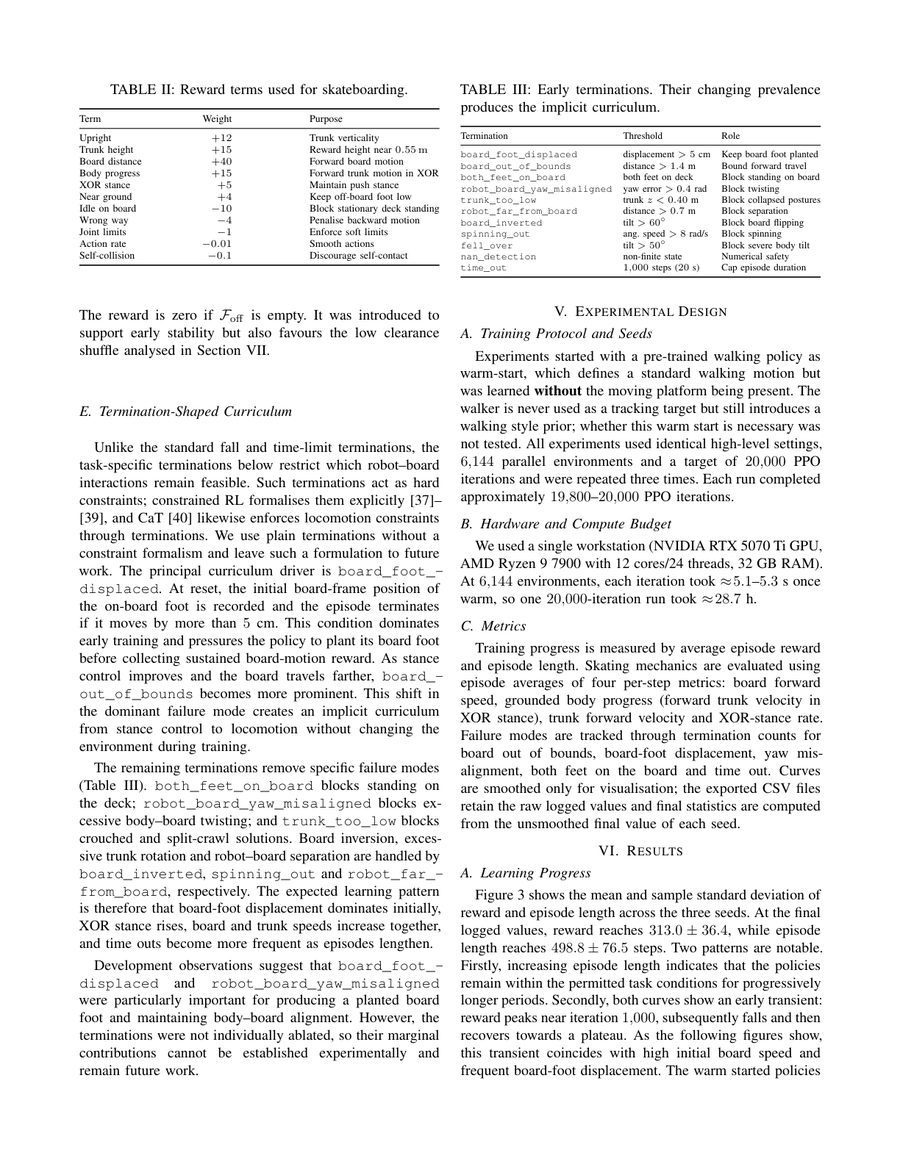 TABLE II: Reward terms used for skateboarding.
Term Weight Purpose
Upright +12 Trunk verticality
Trunk height +15 Reward height near 0.55 m
Board distance +40 Forward board motion
Body progress +15 Forward trunk motion in XOR
XOR stance +5 Maintain push stance
Near ground +4 Keep off-board foot low
Idle on board −10 Block stationary deck standing
Wrong way −4 Penalise backward motion
Joint limits −1 Enforce soft limits
Action rate −0.01 Smooth actions
Self-collision −0.1 Discourage self-contact
The reward is zero if ℱoff is empty. It was introduced to
support early stability but also favours the low clearance
shuffle analysed in Section VII.
E. Termination-Shaped Curriculum
Unlike the standard fall and time-limit terminations, the
task-specific terminations below restrict which robot–board
interactions remain feasible. Such terminations act as hard
constraints; constrained RL formalises them explicitly [37]–
[39], and CaT [40] likewise enforces locomotion constraints
through terminations. We use plain terminations without a
constraint formalism and leave such a formulation to future
work. The principal curriculum driver is board_foot_-
displaced. At reset, the initial board-frame position of
the on-board foot is recorded and the episode terminates
if it moves by more than 5 cm. This condition dominates
early training and pressures the policy to plant its board foot
before collecting sustained board-motion reward. As stance
control improves and the board travels farther, board_-
out_of_bounds becomes more prominent. This shift in
the dominant failure mode creates an implicit curriculum
from stance control to locomotion without changing the
environment during training.
The remaining terminations remove specific failure modes
(Table III). both_feet_on_board blocks standing on
the deck; robot_board_yaw_misaligned blocks ex-
cessive body–board twisting; and trunk_too_low blocks
crouched and split-crawl solutions. Board inversion, exces-
sive trunk rotation and robot–board separation are handled by
board_inverted, spinning_out and robot_far_-
from_board, respectively. The expected learning pattern
is therefore that board-foot displacement dominates initially,
XOR stance rises, board and trunk speeds increase together,
and time outs become more frequent as episodes lengthen.
Development observations suggest that board_foot_-
displaced and robot_board_yaw_misaligned
were particularly important for producing a planted board
foot and maintaining body–board alignment. However, the
terminations were not individually ablated, so their marginal
contributions cannot be established experimentally and
remain future work.
TABLE III: Early terminations. Their changing prevalence
produces the implicit curriculum.
Termination Threshold Role
board_foot_displaced displacement > 5 cm Keep board foot planted
board_out_of_bounds distance > 1.4 m Bound forward travel
both_feet_on_board both feet on deck Block standing on board
robot_board_yaw_misaligned yaw error > 0.4 rad Block twisting
trunk_too_low trunk z < 0.40 m Block collapsed postures
robot_far_from_board distance > 0.7 m Block separation
board_inverted tilt > 60° Block board flipping
spinning_out ang. speed > 8 rad/s Block spinning
fell_over tilt > 50° Block severe body tilt
nan_detection non-finite state Numerical safety
time_out 1,000 steps (20 s) Cap episode duration
V. EXPERIMENTAL DESIGN
A. Training Protocol and Seeds
Experiments started with a pre-trained walking policy as
warm-start, which defines a standard walking motion but
was learned without the moving platform being present. The
walker is never used as a tracking target but still introduces a
walking style prior; whether this warm start is necessary was
not tested. All experiments used identical high-level settings,
6,144 parallel environments and a target of 20,000 PPO
iterations and were repeated three times. Each run completed
approximately 19,800–20,000 PPO iterations.
B. Hardware and Compute Budget
We used a single workstation (NVIDIA RTX 5070 Ti GPU,
AMD Ryzen 9 7900 with 12 cores/24 threads, 32 GB RAM).
At 6,144 environments, each iteration took ≈5.1–5.3 s once
warm, so one 20,000-iteration run took ≈28.7 h.
C. Metrics
Training progress is measured by average episode reward
and episode length. Skating mechanics are evaluated using
episode averages of four per-step metrics: board forward
speed, grounded body progress (forward trunk velocity in
XOR stance), trunk forward velocity and XOR-stance rate.
Failure modes are tracked through termination counts for
board out of bounds, board-foot displacement, yaw mis-
alignment, both feet on the board and time out. Curves
are smoothed only for visualisation; the exported CSV files
retain the raw logged values and final statistics are computed
from the unsmoothed final value of each seed.
VI. RESULTS
A. Learning Progress
Figure 3 shows the mean and sample standard deviation of
reward and episode length across the three seeds. At the final
logged values, reward reaches 313.0 ± 36.4, while episode
length reaches 498.8 ± 76.5 steps. Two patterns are notable.
Firstly, increasing episode length indicates that the policies
remain within the permitted task conditions for progressively
longer periods. Secondly, both curves show an early transient:
reward peaks near iteration 1,000, subsequently falls and then
recovers towards a plateau. As the following figures show,
this transient coincides with high initial board speed and
frequent board-foot displacement. The warm started policies